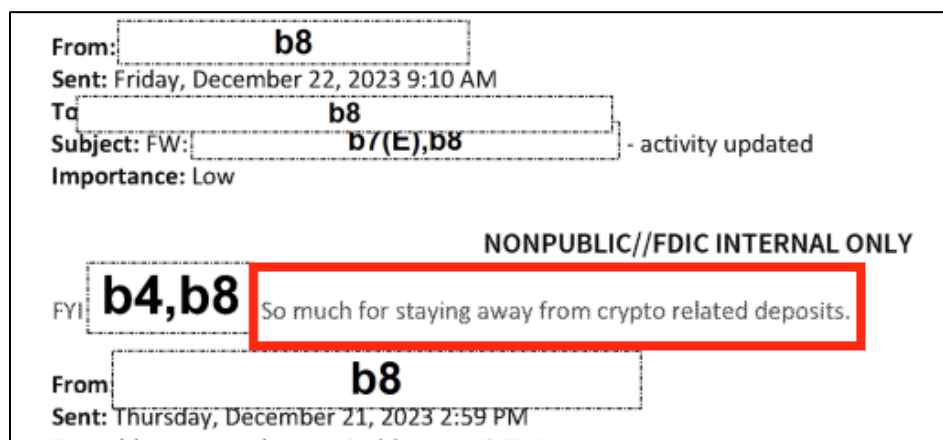 From: b8
Sent: Friday, December 22, 2023 9:10 AM
To b8
Subject: FW: b7(E),b8 - activity updated
Importance: Low
NONPUBLIC//FDIC INTERNAL ONLY
FYI b4,b8 So much for staying away from crypto related deposits.
From b8
Sent: Thursday, December 21, 2023 2:59 PM